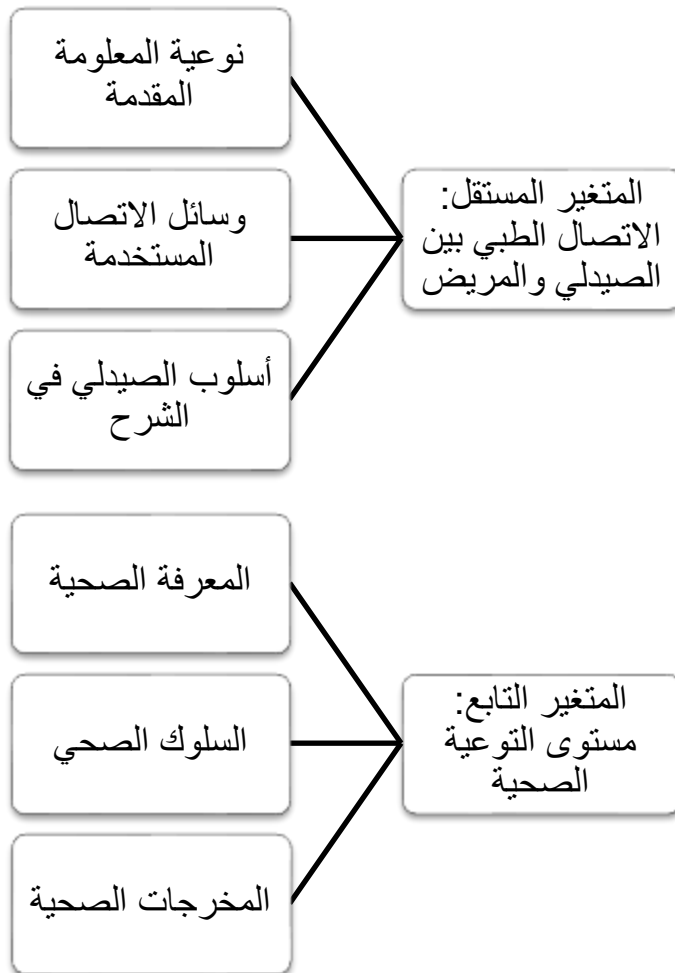 المتغير المستقل:
الاتصال الطبي بين
الصيدلي والمريض
نوعية المعلومة
المقدمة
وسائل الاتصال
المستخدمة
أسلوب الصيدلي في
الشرح
المتغير التابع:
مستوى التوعية
الصحية
المعرفة الصحية
السلوك الصحي
المخرجات الصحية